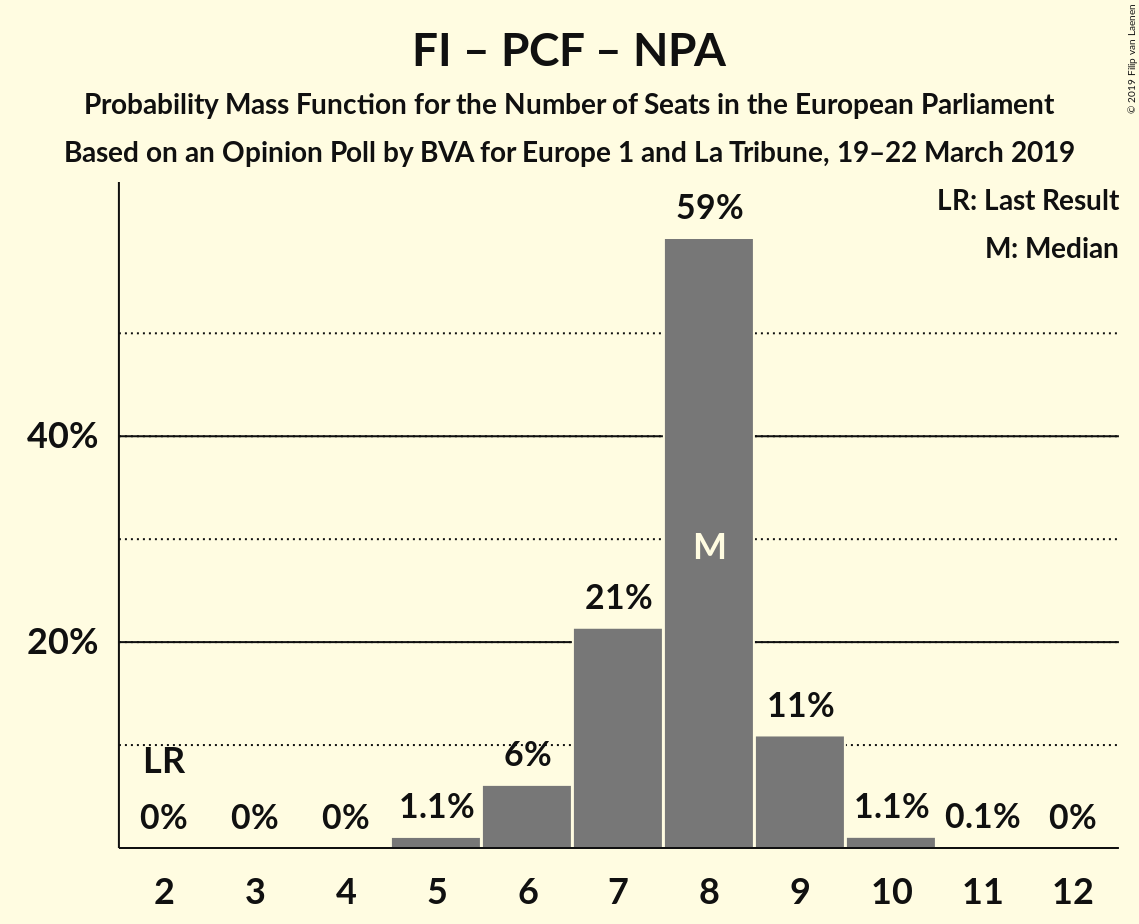 FI – PCF – NPA
Probability Mass Function for the Number of Seats in the European Parliament
Based on an Opinion Poll by BVA for Europe 1 and La Tribune, 19–22 March 2019
© 2019 Filip van Laenen
LR: Last Result
M: Median
59%
40%
M
21%
20%
11%
LR
6%
0% 0% 0% 1.1% 1.1% 0.1% 0%
2 3 4 5 6 7 8 9 10 11 12